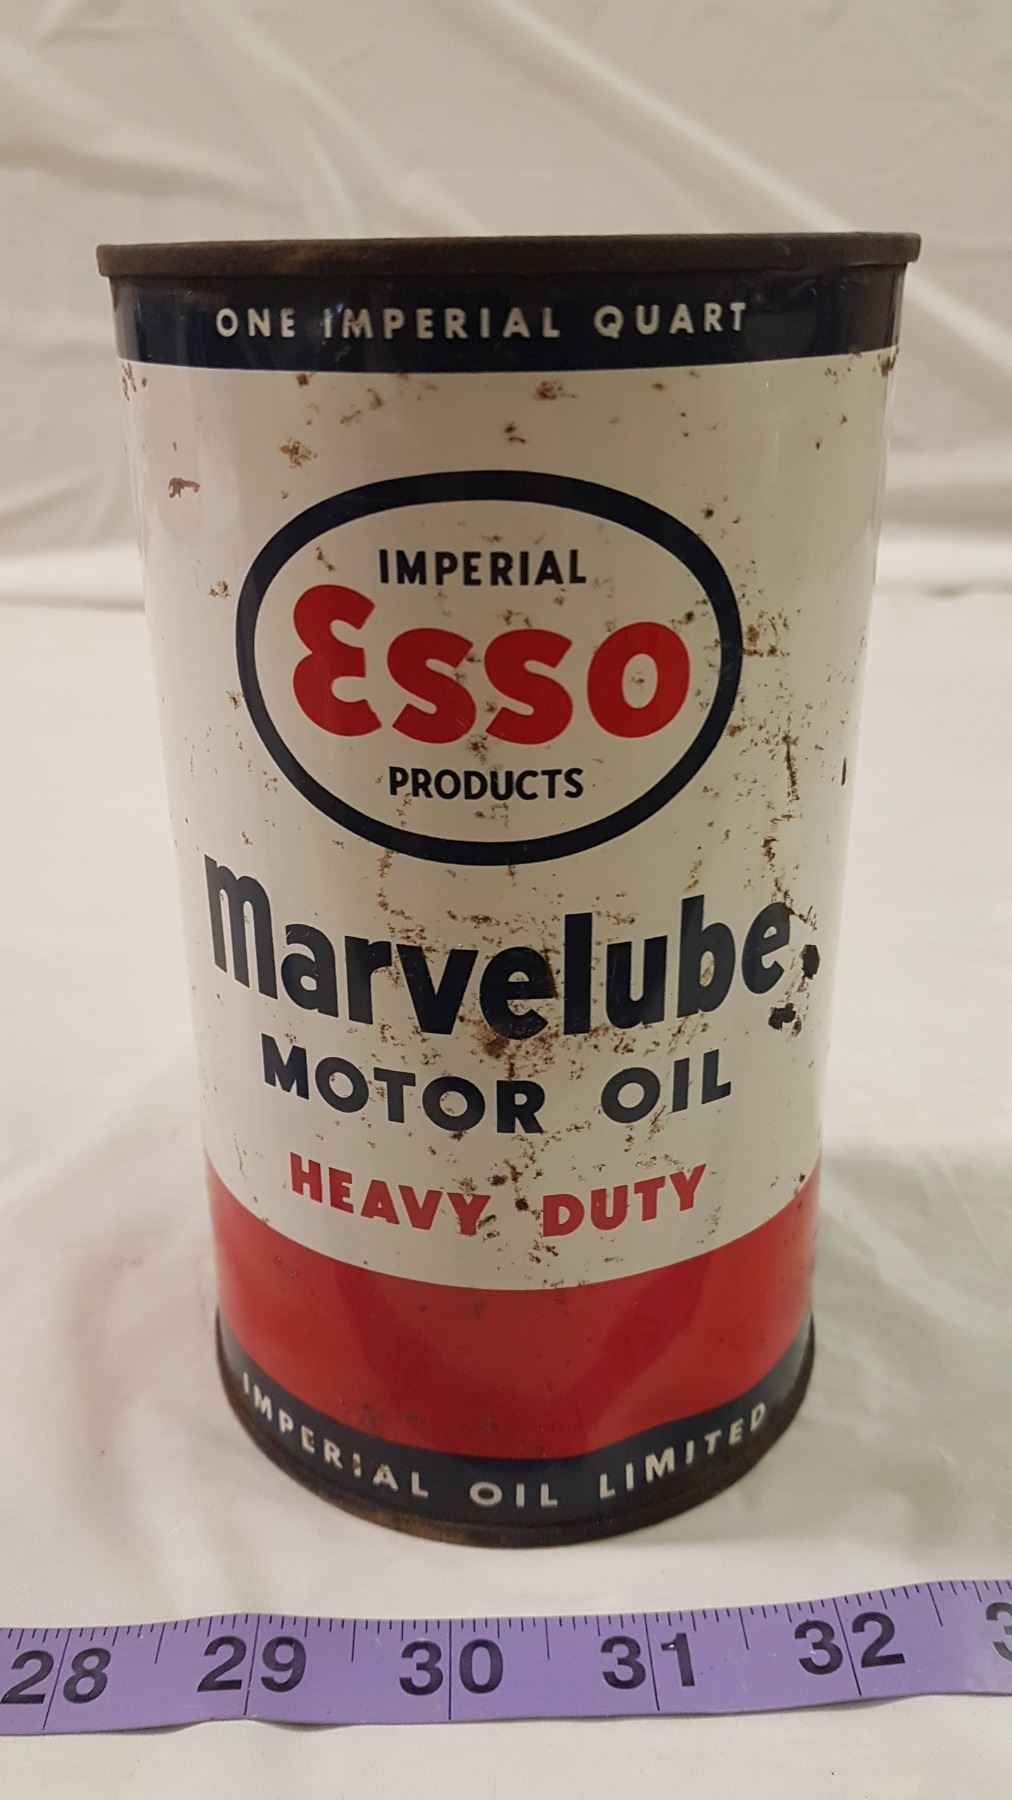 ONE IMPERIAL QUART
IMPERIAL
Esso
PRODUCTS
Marvelube
MOTOR OIL
HEAVY DUTY
IMPERIAL OIL LIMITED
28 29 30 31 32